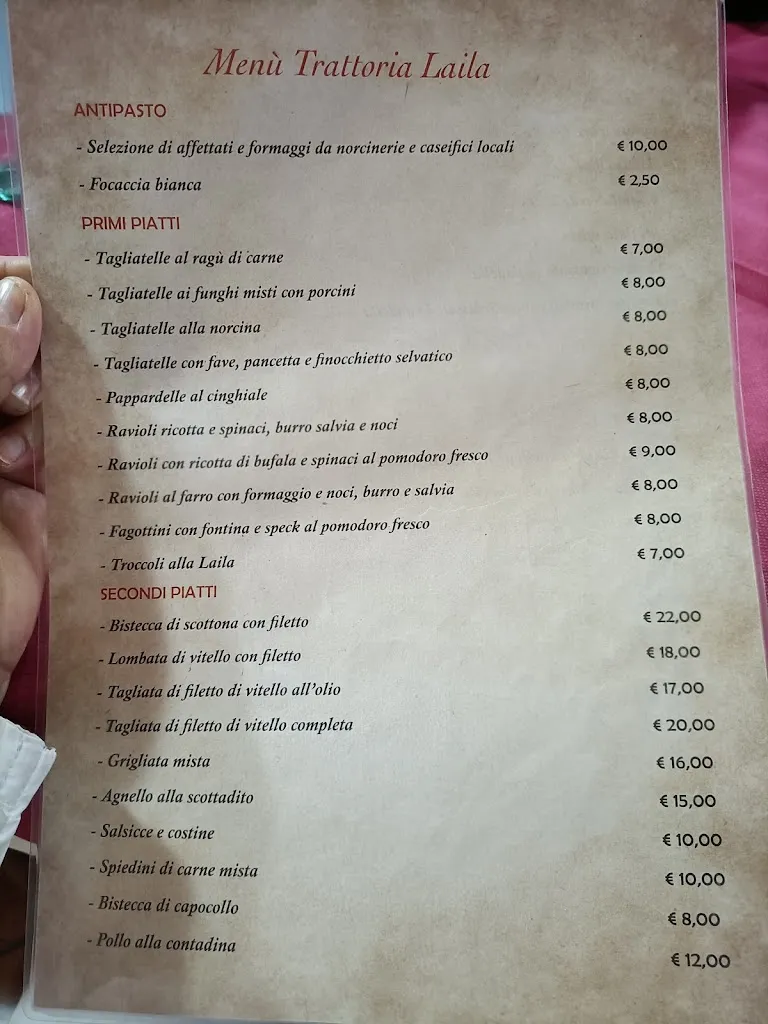 Menù Trattoria Laila
ANTIPASTO
- Selezione di affettati e formaggi da norcinerie e caseifici locali € 10,00
- Focaccia bianca € 2,50
PRIMI PIATTI
- Tagliatelle al ragù di carne € 7,00
- Tagliatelle ai funghi misti con porcini € 8,00
- Tagliatelle alla norcina € 8,00
- Tagliatelle con fave, pancetta e finocchietto selvatico € 8,00
- Pappardelle al cinghiale € 8,00
- Ravioli ricotta e spinaci, burro salvia e noci € 8,00
- Ravioli con ricotta di bufala e spinaci al pomodoro fresco € 9,00
- Ravioli al farro con formaggio e noci, burro e salvia € 8,00
- Fagottini con fontina e speck al pomodoro fresco € 8,00
- Troccoli alla Laila € 7,00
SECONDI PIATTI
- Bistecca di scottona con filetto € 22,00
- Lombata di vitello con filetto € 18,00
- Tagliata di filetto di vitello all'olio € 17,00
- Tagliata di filetto di vitello completa € 20,00
- Grigliata mista € 16,00
- Agnello alla scottadito € 15,00
- Salsicce e costine € 10,00
- Spiedini di carne mista € 10,00
- Bistecca di capocollo € 8,00
- Pollo alla contadina € 12,00